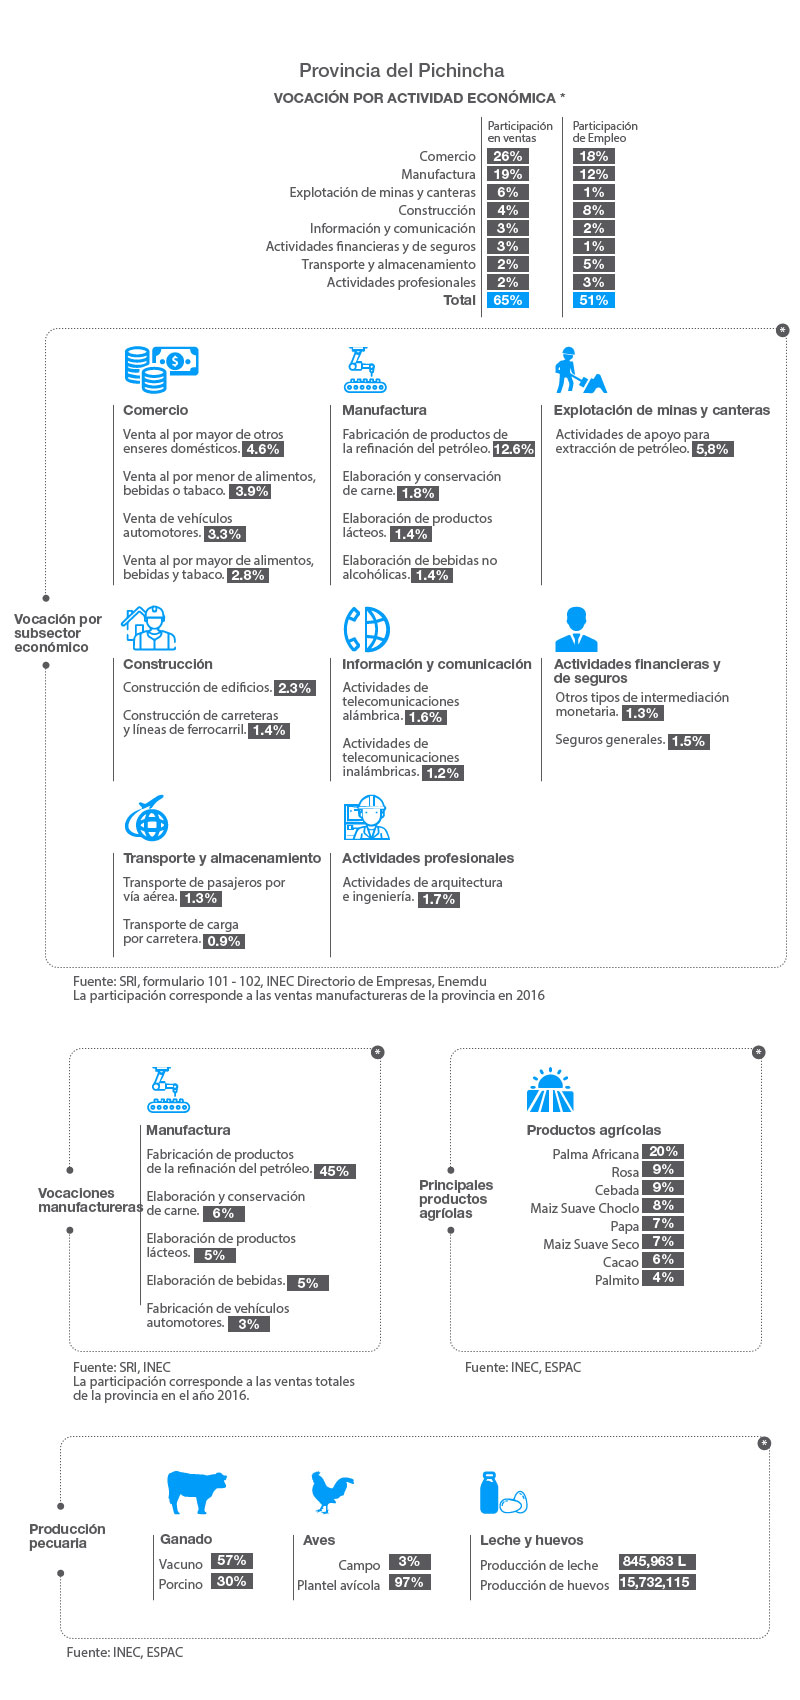 Provincia del Pichincha
VOCACIÓN POR ACTIVIDAD ECONÓMICA *
Participación
en ventas
Participación
de Empleo
Comercio 26% 18%
Manufactura 19% 12%
Explotación de minas y canteras 6% 1%
Construcción 4% 8%
Información y comunicación 3% 2%
Actividades financieras y de seguros 3% 1%
Transporte y almacenamiento 2% 5%
Actividades profesionales 2% 3%
Total 65% 51%
*
Vocación por
subsector
económico
$
Comercio
Venta al por mayor de otros
enseres domésticos. 4.6%
Venta al por menor de alimentos,
bebidas o tabaco. 3.9%
Venta de vehículos
automotores. 3.3%
Venta al por mayor de alimentos,
bebidas y tabaco. 2.8%
Manufactura
Fabricación de productos de
la refinación del petróleo. 12.6%
Elaboración y conservación
de carne. 1.8%
Elaboración de productos
lácteos. 1.4%
Elaboración de bebidas no
alcohólicas. 1.4%
Explotación de minas y canteras
Actividades de apoyo para
extracción de petróleo. 5,8%
Construcción
Construcción de edificios. 2.3%
Construcción de carreteras
y líneas de ferrocarril. 1.4%
Información y comunicación
Actividades de
telecomunicaciones
alámbrica. 1.6%
Actividades de
telecomunicaciones
inalámbricas. 1.2%
Actividades financieras y
de seguros
Otros tipos de intermediación
monetaria. 1.3%
Seguros generales. 1.5%
Transporte y almacenamiento
Transporte de pasajeros por
vía aérea. 1.3%
Transporte de carga
por carretera. 0.9%
Actividades profesionales
Actividades de arquitectura
e ingeniería. 1.7%
Fuente: SRI, formulario 101 - 102, INEC Directorio de Empresas, Enemdu
La participación corresponde a las ventas manufactureras de la provincia en 2016
*
Vocaciones
manufactureras
Manufactura
Fabricación de productos
de la refinación del petróleo. 45%
Elaboración y conservación
de carne. 6%
Elaboración de productos
lácteos. 5%
Elaboración de bebidas. 5%
Fabricación de vehículos
automotores. 3%
Fuente: SRI, INEC
La participación corresponde a las ventas totales
de la provincia en el año 2016.
*
Principales
productos
agríolas
Productos agrícolas
Palma Africana 20%
Rosa 9%
Cebada 9%
Maiz Suave Choclo 8%
Papa 7%
Maiz Suave Seco 7%
Cacao 6%
Palmito 4%
Fuente: INEC, ESPAC
*
Producción
pecuaria
Ganado
Vacuno 57%
Porcino 30%
Aves
Campo 3%
Plantel avícola 97%
Leche y huevos
Producción de leche 845,963 L
Producción de huevos 15,732,115
Fuente: INEC, ESPAC